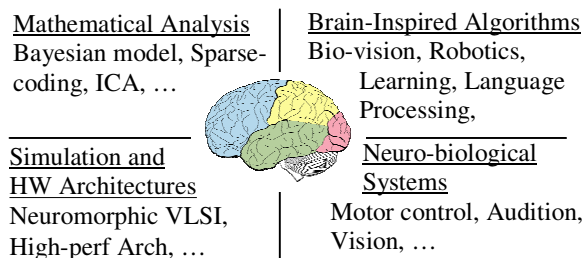 Mathematical Analysis
Bayesian model, Sparse-
coding, ICA, …
Brain-Inspired Algorithms
Bio-vision, Robotics,
Learning, Language
Processing,
Simulation and
HW Architectures
Neuromorphic VLSI,
High-perf Arch, …
Neuro-biological
Systems
Motor control, Audition,
Vision, …